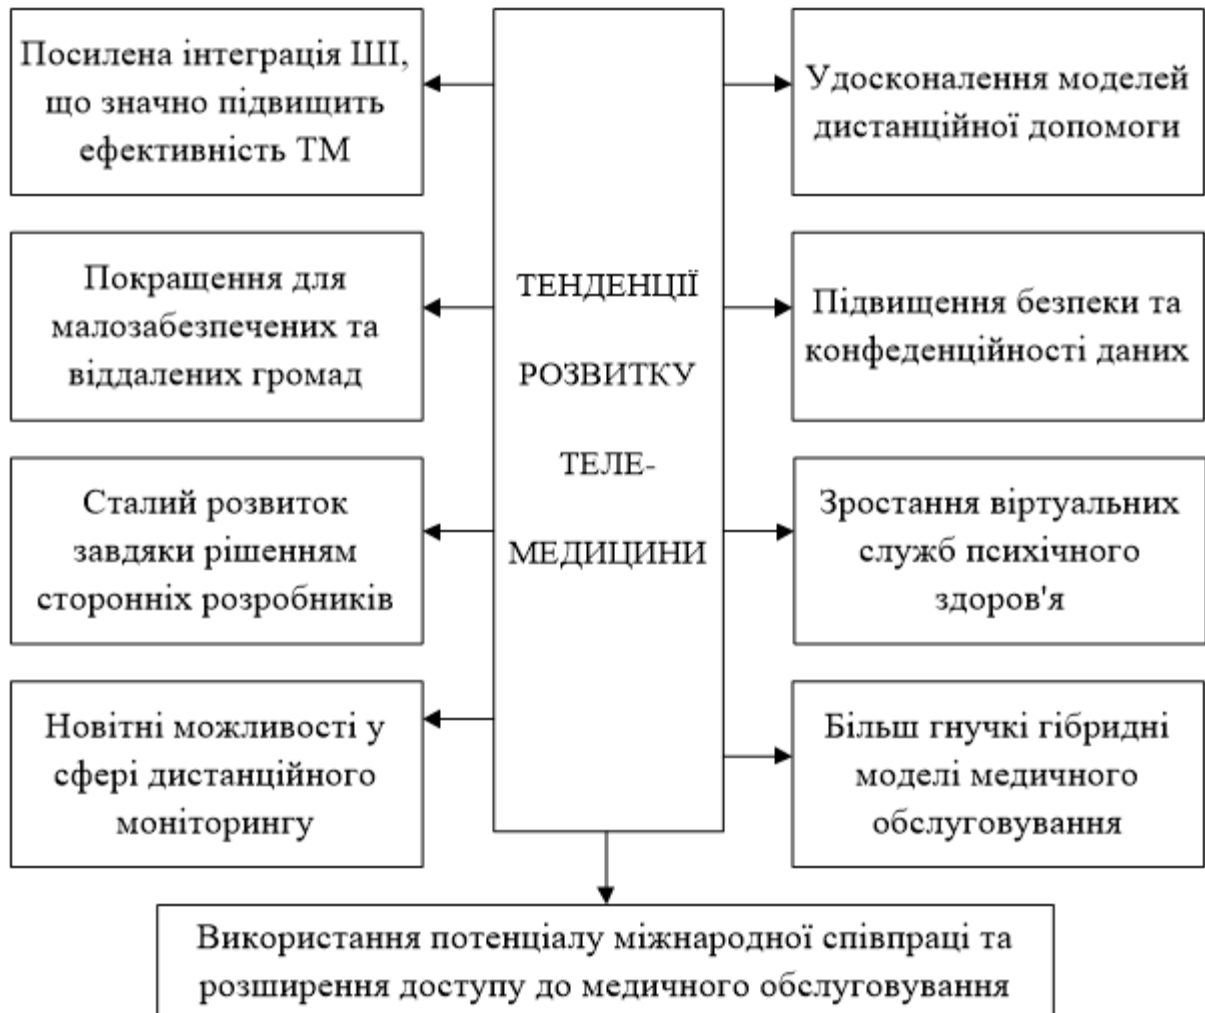 Посилена інтеграція ШІ,
що значно підвищить
ефективність ТМ
Покращення для
малозабезпечених та
віддалених громад
Сталий розвиток
завдяки рішенням
сторонніх розробників
Новітні можливості у
сфері дистанційного
моніторингу
ТЕНДЕНЦІЇ
РОЗВИТКУ
ТЕЛЕ-
МЕДИЦИНИ
Удосконалення моделей
дистанційної допомоги
Підвищення безпеки та
конфеденційності даних
Зростання віртуальних
служб психічного
здоров'я
Більш гнучкі гібридні
моделі медичного
обслуговування
Використання потенціалу міжнародної співпраці та
розширення доступу до медичного обслуговування